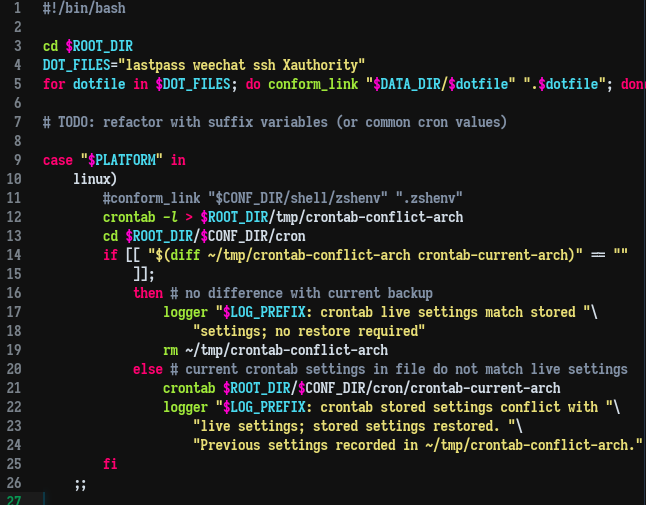 1 #!/bin/bash
2
3 cd $ROOT_DIR
4 DOT_FILES="lastpass weechat ssh Xauthority"
5 for dotfile in $DOT_FILES; do conform_link "$DATA_DIR/$dotfile" ".$dotfile"; don
6
7 # TODO: refactor with suffix variables (or common cron values)
8
9 case "$PLATFORM" in
10     linux)
11         #conform_link "$CONF_DIR/shell/zshenv" ".zshenv"
12         crontab -l > $ROOT_DIR/tmp/crontab-conflict-arch
13         cd $ROOT_DIR/$CONF_DIR/cron
14         if [[ "$(diff ~/tmp/crontab-conflict-arch crontab-current-arch)" == ""
15             ]];
16             then # no difference with current backup
17                 logger "$LOG_PREFIX: crontab live settings match stored "\
18                     "settings; no restore required"
19                 rm ~/tmp/crontab-conflict-arch
20             else # current crontab settings in file do not match live settings
21                 crontab $ROOT_DIR/$CONF_DIR/cron/crontab-current-arch
22                 logger "$LOG_PREFIX: crontab stored settings conflict with "\
23                     "live settings; stored settings restored. "\
24                     "Previous settings recorded in ~/tmp/crontab-conflict-arch."
25         fi
26     ;;
27